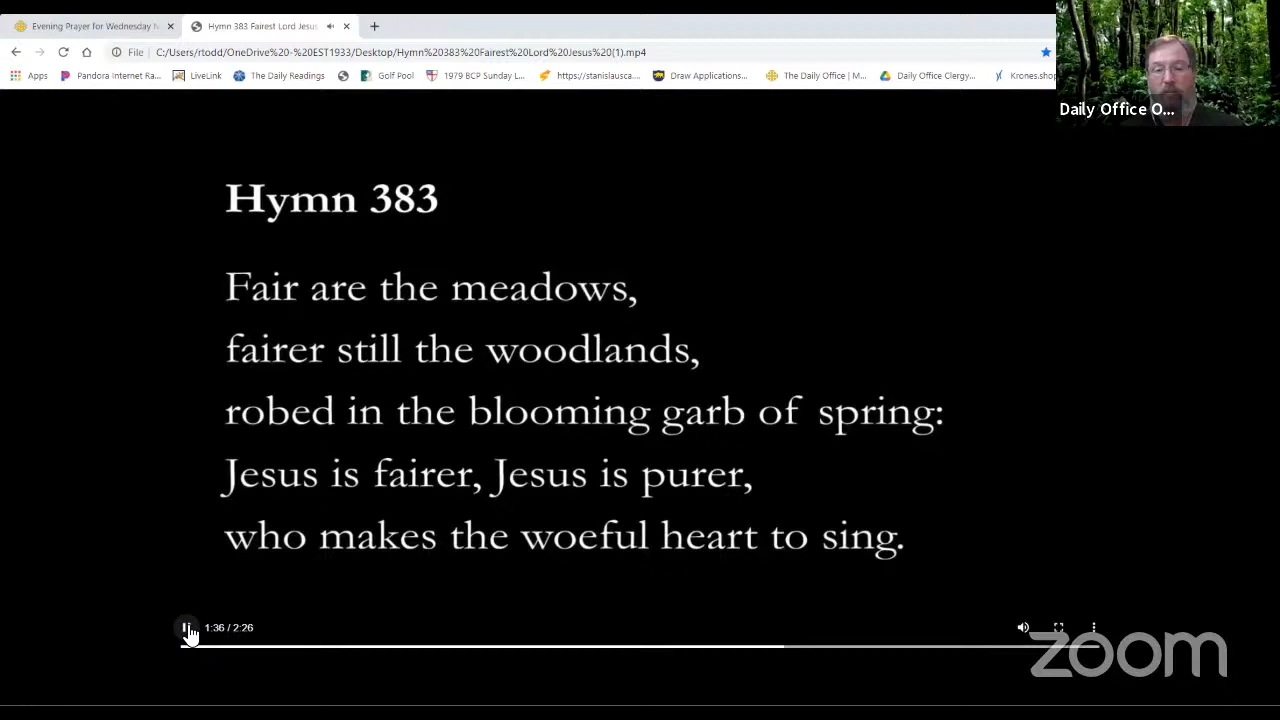 Evening Prayer for Wednesday N
Hymn 383 Fairest Lord Jesus
File
C:/Users/rtodd/OneDrive%20-%20EST1933/Desktop/Hymn%20383%20Fairest%20Lord%20Jesus%20(1).mp4
Apps
Pandora Internet Ra...
LiveLink
The Daily Readings
Golf Pool
1979 BCP Sunday L...
https://stanislausca...
Draw Applications...
The Daily Office | M...
Daily Office Clergy...
Krones.shop
Daily Office O...
Hymn 383
Fair are the meadows,
fairer still the woodlands,
robed in the blooming garb of spring:
Jesus is fairer, Jesus is purer,
who makes the woeful heart to sing.
1:36 / 2:26
zoom